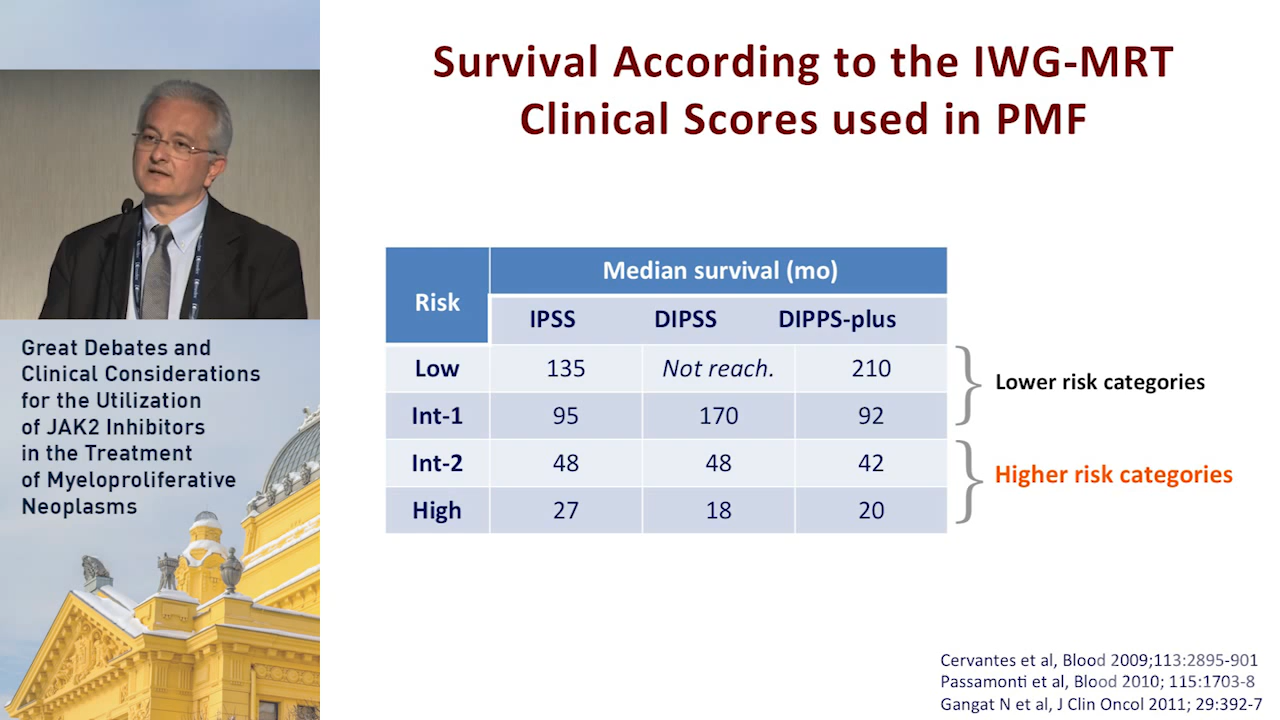 Survival According to the IWG-MRT
Clinical Scores used in PMF
Great Debates and
Clinical Considerations
for the Utilization
of JAK2 Inhibitors
in the Treatment
of Myeloproliferative
Neoplasms
Risk Median survival (mo)
IPSS DIPSS DIPPS-plus
Low 135 Not reach. 210
Int-1 95 170 92
Lower risk categories
Int-2 48 48 42
High 27 18 20
Higher risk categories
Cervantes et al, Blood 2009;113:2895-901
Passamonti et al, Blood 2010; 115:1703-8
Gangat N et al, J Clin Oncol 2011; 29:392-7